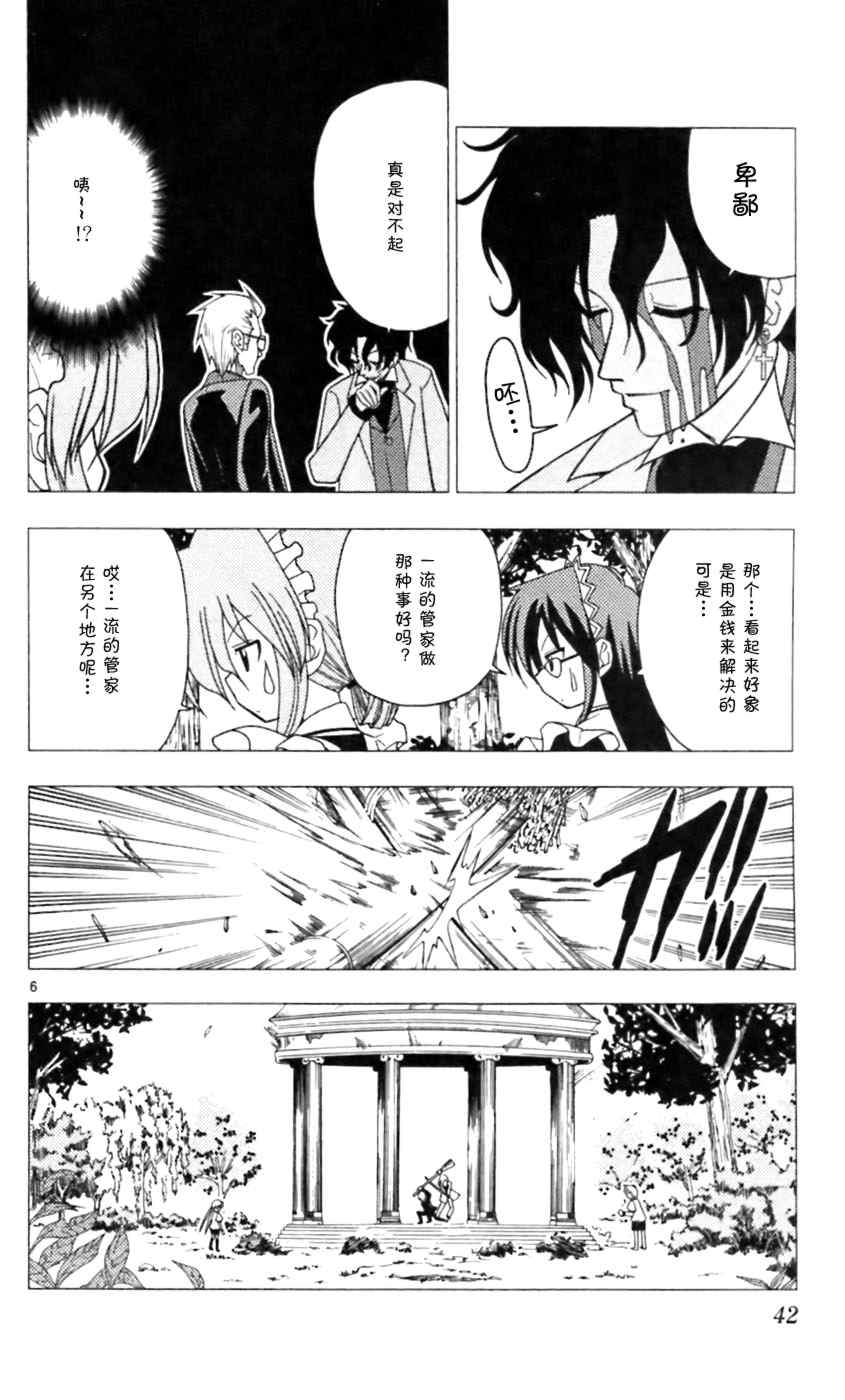 卑鄙
呸…
真是对不起
咦~~!?
那个…看起来好象
是用金钱来解决的
可是…
一流的管家做
那种事好吗?
哎…一流的管家
在另个地方呢…
ガ!!!
6
42